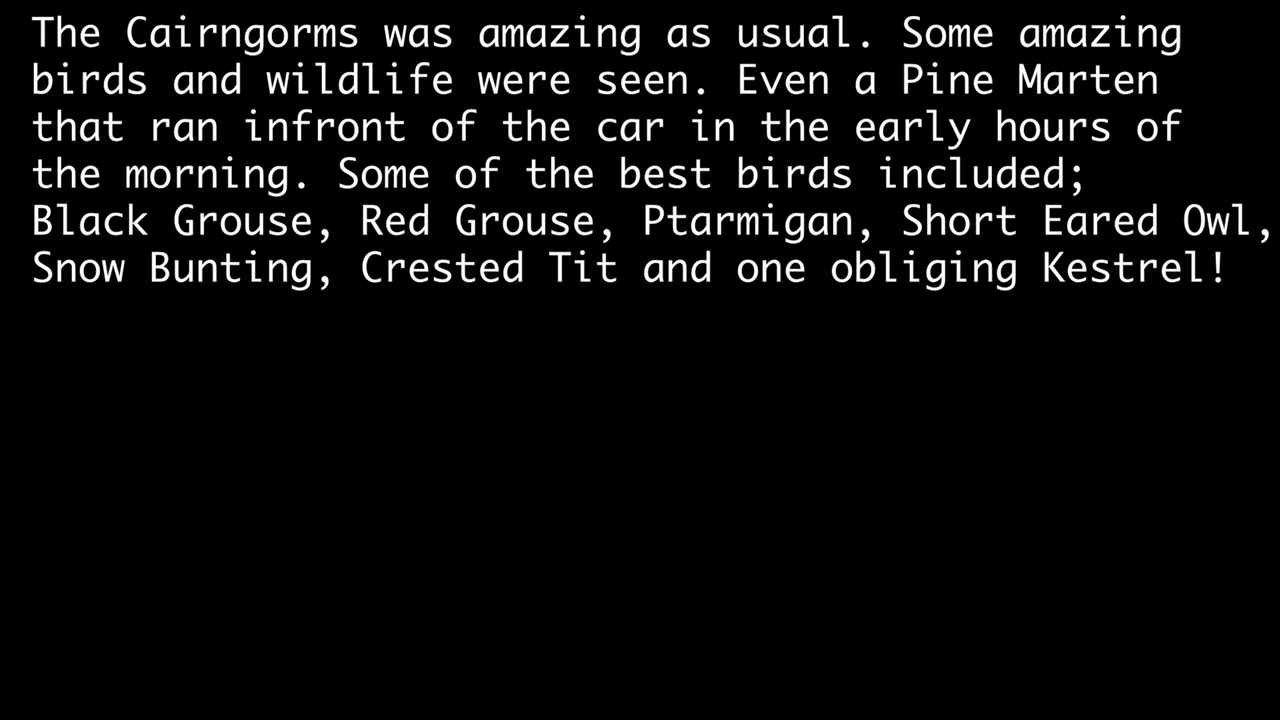 The Cairngorms was amazing as usual. Some amazing
birds and wildlife were seen. Even a Pine Marten
that ran infront of the car in the early hours of
the morning. Some of the best birds included;
Black Grouse, Red Grouse, Ptarmigan, Short Eared Owl,
Snow Bunting, Crested Tit and one obliging Kestrel!